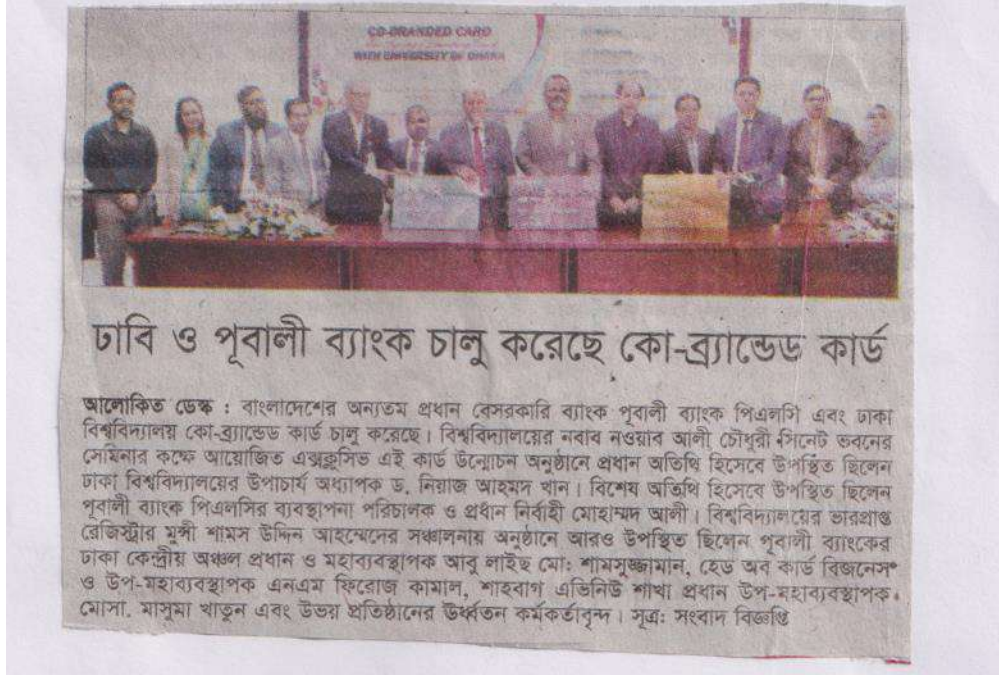 CO-BRANDED CARD
WITH UNIVERSITY OF DHAKA
ঢাবি ও পূবালী ব্যাংক চালু করেছে কো-ব্র্যান্ডেড কার্ড
আলোকিত ডেস্ক : বাংলাদেশের অন্যতম প্রধান বেসরকারি ব্যাংক পূবালী ব্যাংক পিএলসি এবং ঢাকা
বিশ্ববিদ্যালয় কো-ব্র্যান্ডেড কার্ড চালু করেছে। বিশ্ববিদ্যালয়ের নবাব নওয়াব আলী চৌধুরী সিনেট ভবনের
সেমিনার কক্ষে আয়োজিত এক্সক্লুসিভ এই কার্ড উন্মোচন অনুষ্ঠানে প্রধান অতিথি হিসেবে উপস্থিত ছিলেন
ঢাকা বিশ্ববিদ্যালয়ের উপাচার্য অধ্যাপক ড. নিয়াজ আহমদ খান। বিশেষ অতিথি হিসেবে উপস্থিত ছিলেন
পূবালী ব্যাংক পিএলসির ব্যবস্থাপনা পরিচালক ও প্রধান নির্বাহী মোহাম্মদ আলী। বিশ্ববিদ্যালয়ের ভারপ্রাপ্ত
রেজিস্ট্রার মুন্সী শামস উদ্দিন আহম্মেদের সঞ্চালনায় অনুষ্ঠানে আরও উপস্থিত ছিলেন পূবালী ব্যাংকের
ঢাকা কেন্দ্রীয় অঞ্চল প্রধান ও মহাব্যবস্থাপক আবু লাইছ মো: শামসুজ্জামান, হেড অব কার্ড বিজনেস
ও উপ-মহাব্যবস্থাপক এনএম ফিরোজ কামাল, শাহবাগ এভিনিউ শাখা প্রধান উপ-মহাব্যবস্থাপক
মোসা. মাসুমা খাতুন এবং উভয় প্রতিষ্ঠানের উর্ধ্বতন কর্মকর্তাবৃন্দ। সূত্র: সংবাদ বিজ্ঞপ্তি